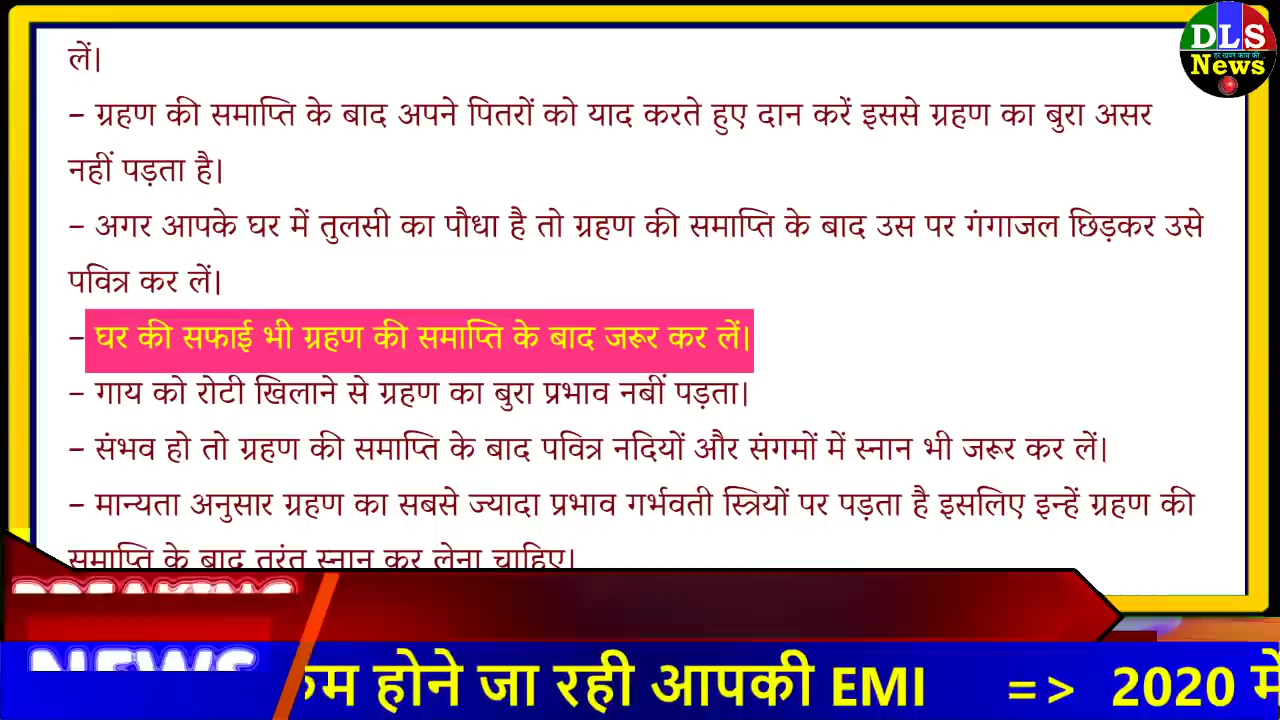 लें।
DLS
News
– ग्रहण की समाप्ति के बाद अपने पितरों को याद करते हुए दान करें इससे ग्रहण का बुरा असर
नहीं पड़ता है।
– अगर आपके घर में तुलसी का पौधा है तो ग्रहण की समाप्ति के बाद उस पर गंगाजल छिड़कर उसे
पवित्र कर लें।
– घर की सफाई भी ग्रहण की समाप्ति के बाद जरूर कर लें।
– गाय को रोटी खिलाने से ग्रहण का बुरा प्रभाव नबीं पड़ता।
– संभव हो तो ग्रहण की समाप्ति के बाद पवित्र नदियों और संगमों में स्नान भी जरूर कर लें।
– मान्यता अनुसार ग्रहण का सबसे ज्यादा प्रभाव गर्भवती स्त्रियों पर पड़ता है इसलिए इन्हें ग्रहण की
समाप्ति के बाद तुरंत स्नान कर लेना चाहिए।
BREAKING
NEWS
होने जा रही आपकी EMI => 2020 में